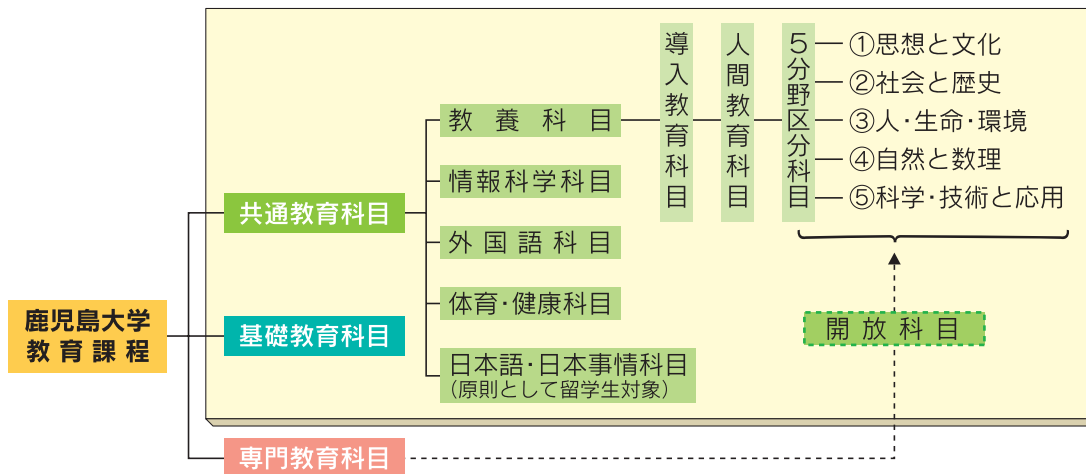 鹿児島大学
教育課程
共通教育科目
基礎教育科目
専門教育科目
教養科目
情報科学科目
外国語科目
体育・健康科目
日本語・日本事情科目
(原則として留学生対象)
導入教育科目
人間教育科目
5分野区分科目
①思想と文化
②社会と歴史
③人・生命・環境
④自然と数理
⑤科学・技術と応用
開放科目